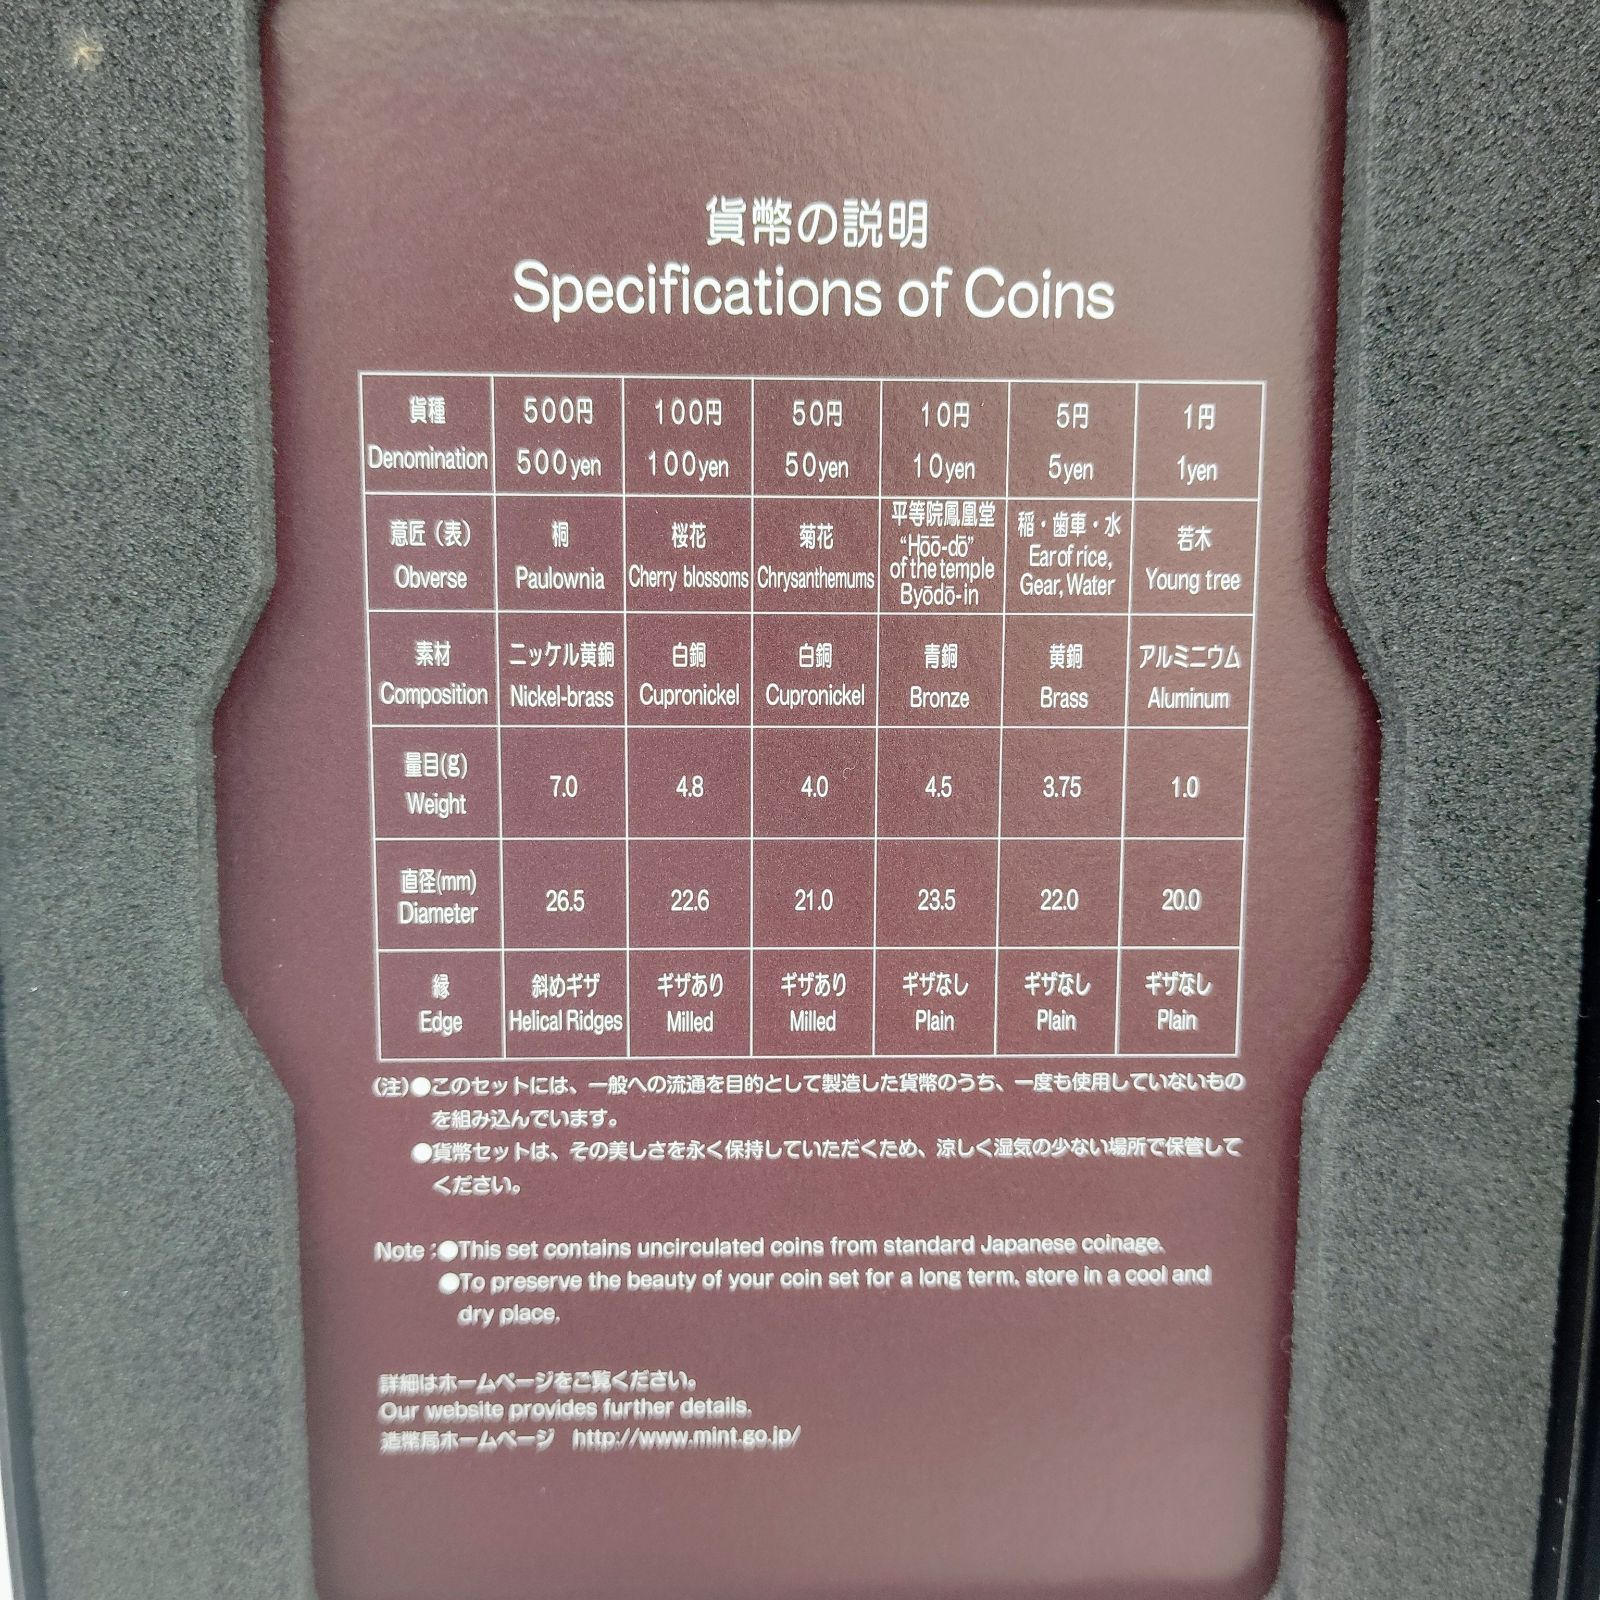 貨幣の説明
Specifications of Coins
貨種 500円 100円 50円 10円 5円 1円
Denomination 500yen 100yen 50yen 10yen 5yen 1yen
意匠（表） 桐 桜花 菊花 平等院鳳凰堂 稲・歯車・水 若木
Obverse Paulownia Cherry blossoms Chrysanthemums “Hōō-dō” of the temple Byōdō-in Ear of rice, Gear, Water Young tree
素材 ニッケル黄銅 白銅 白銅 青銅 黄銅 アルミニウム
Composition Nickel-brass Cupronickel Cupronickel Bronze Brass Aluminum
量目(g)
Weight 7.0 4.8 4.0 4.5 3.75 1.0
直径(mm)
Diameter 26.5 22.6 21.0 23.5 22.0 20.0
縁 斜めギザ ギザあり ギザあり ギザなし ギザなし ギザなし
Edge Helical Ridges Milled Milled Plain Plain Plain
(注)●このセットには、一般への流通を目的として製造した貨幣のうち、一度も使用していないもの
を組み込んでいます。
●貨幣セットは、その美しさを永く保持していただくため、涼しく湿気の少ない場所で保管して
ください。
Note :●This set contains uncirculated coins from standard Japanese coinage.
●To preserve the beauty of your coin set for a long term, store in a cool and
dry place.
詳細はホームページをご覧ください。
Our website provides further details.
造幣局ホームページ http://www.mint.go.jp/